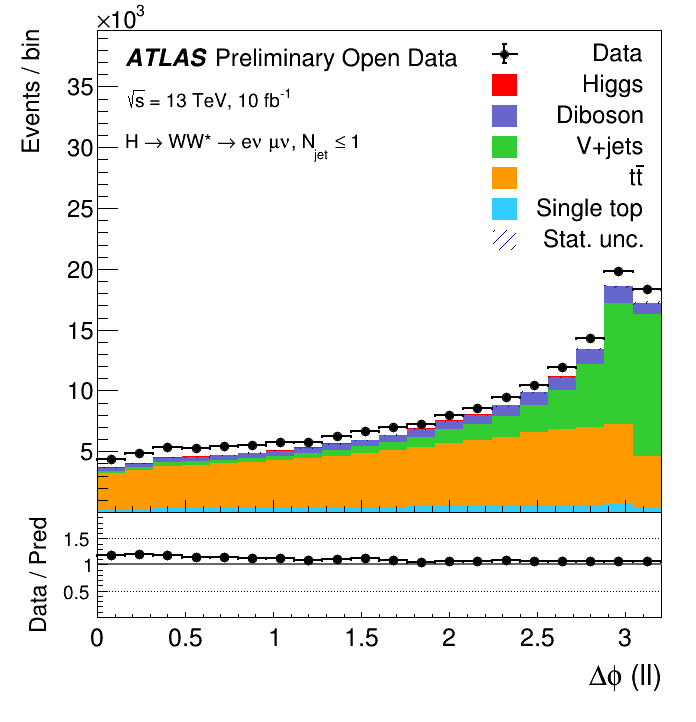 ×10³
Events / bin
35
30
25
20
15
10
5
ATLAS Preliminary Open Data
√s = 13 TeV, 10 fb⁻¹
H → WW* → eν μν, N_jet ≤ 1
Data
Higgs
Diboson
V+jets
tt̄
Single top
Stat. unc.
Data / Pred
1.5
1
0.5
0 0.5 1 1.5 2 2.5 3
Δϕ (ll)